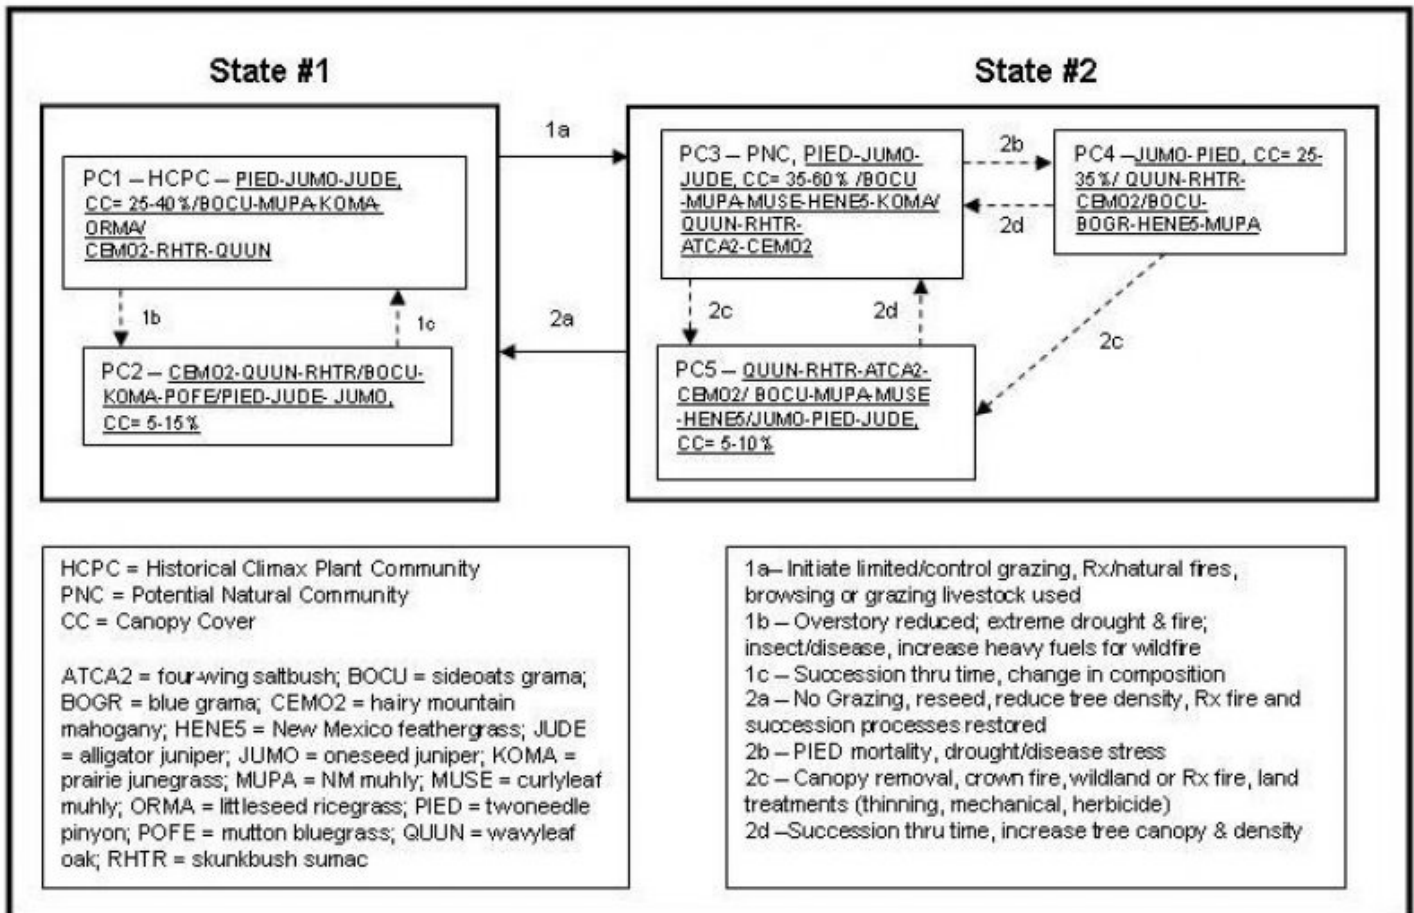 State #1
State #2
1a
PC1 – HCPC – PIED-JUMO-JUDE,
CC= 25-40%/BOCU-MUPA-KOMA-
ORMA/
CEMO2-RHTR-QUUN
1b
1c
PC2 – CEMO2-QUUN-RHTR/BOCU-
KOMA-POFE/PIED-JUDE- JUMO,
CC= 5-15%
2a
PC3 – PNC, PIED-JUMO-
JUDE, CC= 35-60% /BOCU
-MUPA-MUSE-HENE5-KOMA/
QUUN-RHTR-
ATCA2-CEMO2
2b
2d
PC4 –JUMO-PIED, CC= 25-
35%/ QUUN-RHTR-
CEMO2/BOCU-
BOGR-HENE5-MUPA
2c
2d
2c
PC5 – QUUN-RHTR-ATCA2-
CEMO2/ BOCU-MUPA-MUSE
-HENE5/JUMO-PIED-JUDE,
CC= 5-10%
HCPC = Historical Climax Plant Community
PNC = Potential Natural Community
CC = Canopy Cover
ATCA2 = four-wing saltbush; BOCU = sideoats grama;
BOGR = blue grama; CEMO2 = hairy mountain
mahogany; HENE5 = New Mexico feathergrass; JUDE
= alligator juniper; JUMO = oneseed juniper; KOMA =
prairie junegrass; MUPA = NM muhly; MUSE = curlyleaf
muhly; ORMA = littleseed ricegrass; PIED = twoneedle
pinyon; POFE = mutton bluegrass; QUUN = wavyleaf
oak; RHTR = skunkbush sumac
1a– Initiate limited/control grazing, Rx/natural fires,
browsing or grazing livestock used
1b – Overstory reduced; extreme drought & fire;
insect/disease, increase heavy fuels for wildfire
1c – Succession thru time, change in composition
2a – No Grazing, reseed, reduce tree density, Rx fire and
succession processes restored
2b – PIED mortality, drought/disease stress
2c – Canopy removal, crown fire, wildland or Rx fire, land
treatments (thinning, mechanical, herbicide)
2d –Succession thru time, increase tree canopy & density